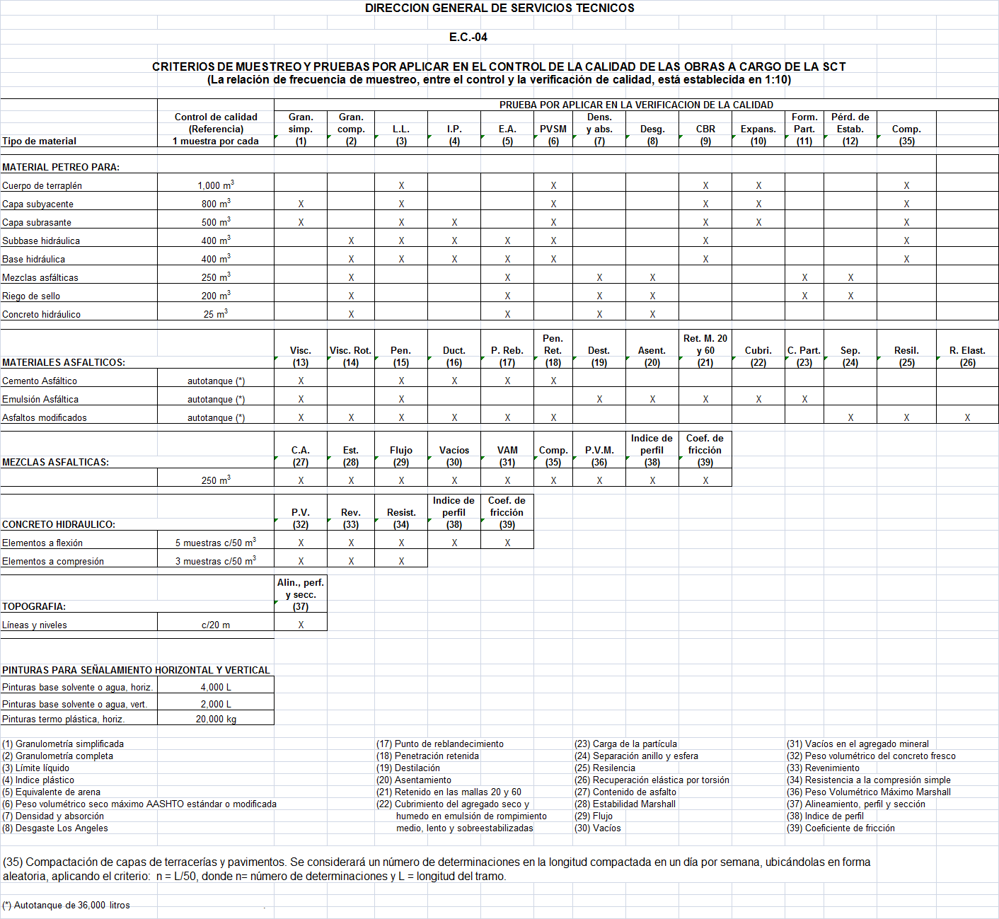 DIRECCION GENERAL DE SERVICIOS TECNICOS
E.C.-04
CRITERIOS DE MUESTREO Y PRUEBAS POR APLICAR EN EL CONTROL DE LA CALIDAD DE LAS OBRAS A CARGO DE LA SCT
(La relación de frecuencia de muestreo, entre el control y la verificación de calidad, está establecida en 1:10)
PRUEBA POR APLICAR EN LA VERIFICACION DE LA CALIDAD
Control de calidad Gran. Gran. Dens. Form. Pérd. de
(Referencia) simp. comp. L.L. I.P. E.A. PVSM y abs. Desg. CBR Expans. Part. Estab. Comp.
Tipo de material 1 muestra por cada (1) (2) (3) (4) (5) (6) (7) (8) (9) (10) (11) (12) (35)
MATERIAL PETREO PARA:
Cuerpo de terraplén 1,000 m3 X X X X X
Capa subyacente 800 m3 X X X X X X
Capa subrasante 500 m3 X X X X X X X
Subbase hidráulica 400 m3 X X X X X X X
Base hidráulica 400 m3 X X X X X X X
Mezclas asfálticas 250 m3 X X X X X X
Riego de sello 200 m3 X X X X X X
Concreto hidráulico 25 m3 X X X X
Pen. Ret. M. 20
Visc. Visc. Rot. Pen. Duct. P. Reb. Ret. Dest. Asent. y 60 Cubri. C. Part. Sep. Resil. R. Elast.
MATERIALES ASFALTICOS: (13) (14) (15) (16) (17) (18) (19) (20) (21) (22) (23) (24) (25) (26)
Cemento Asfáltico autotanque (*) X X X X X
Emulsión Asfáltica autotanque (*) X X X X X X X
Asfaltos modificados autotanque (*) X X X X X X X X X
Indice de Coef. de
C.A. Est. Flujo Vacíos VAM Comp. P.V.M. perfil fricción
MEZCLAS ASFALTICAS: (27) (28) (29) (30) (31) (35) (36) (38) (39)
250 m3 X X X X X X X X X
Indice de Coef. de
P.V. Rev. Resist. perfil fricción
CONCRETO HIDRAULICO: (32) (33) (34) (38) (39)
Elementos a flexión 5 muestras c/50 m3 X X X X X
Elementos a compresión 3 muestras c/50 m3 X X X
Alin., perf.
y secc.
TOPOGRAFIA: (37)
Líneas y niveles c/20 m X
PINTURAS PARA SEÑALAMIENTO HORIZONTAL Y VERTICAL
Pinturas base solvente o agua, horiz. 4,000 L
Pinturas base solvente o agua, vert. 2,000 L
Pinturas termo plástica, horiz. 20,000 kg
(1) Granulometría simplificada (17) Punto de reblandecimiento (23) Carga de la partícula (31) Vacíos en el agregado mineral
(2) Granulometría completa (18) Penetración retenida (24) Separación anillo y esfera (32) Peso volumétrico del concreto fresco
(3) Límite líquido (19) Destilación (25) Resilencia (33) Revenimiento
(4) Indice plástico (20) Asentamiento (26) Recuperación elástica por torsión (34) Resistencia a la compresión simple
(5) Equivalente de arena (21) Retenido en las mallas 20 y 60 (27) Contenido de asfalto (36) Peso Volumétrico Máximo Marshall
(6) Peso volumétrico seco máximo AASHTO estándar o modificada (22) Cubrimiento del agregado seco y (28) Estabilidad Marshall (37) Alineamiento, perfil y sección
(7) Densidad y absorción humedo en emulsión de rompimiento (29) Flujo (38) Indice de perfil
(8) Desgaste Los Angeles medio, lento y sobreestabilizadas (30) Vacíos (39) Coeficiente de fricción
(35) Compactación de capas de terracerías y pavimentos. Se considerará un número de determinaciones en la longitud compactada en un día por semana, ubicándolas en forma
aleatoria, aplicando el criterio: n = L/50, donde n= número de determinaciones y L = longitud del tramo.
(*) Autotanque de 36,000 litros .